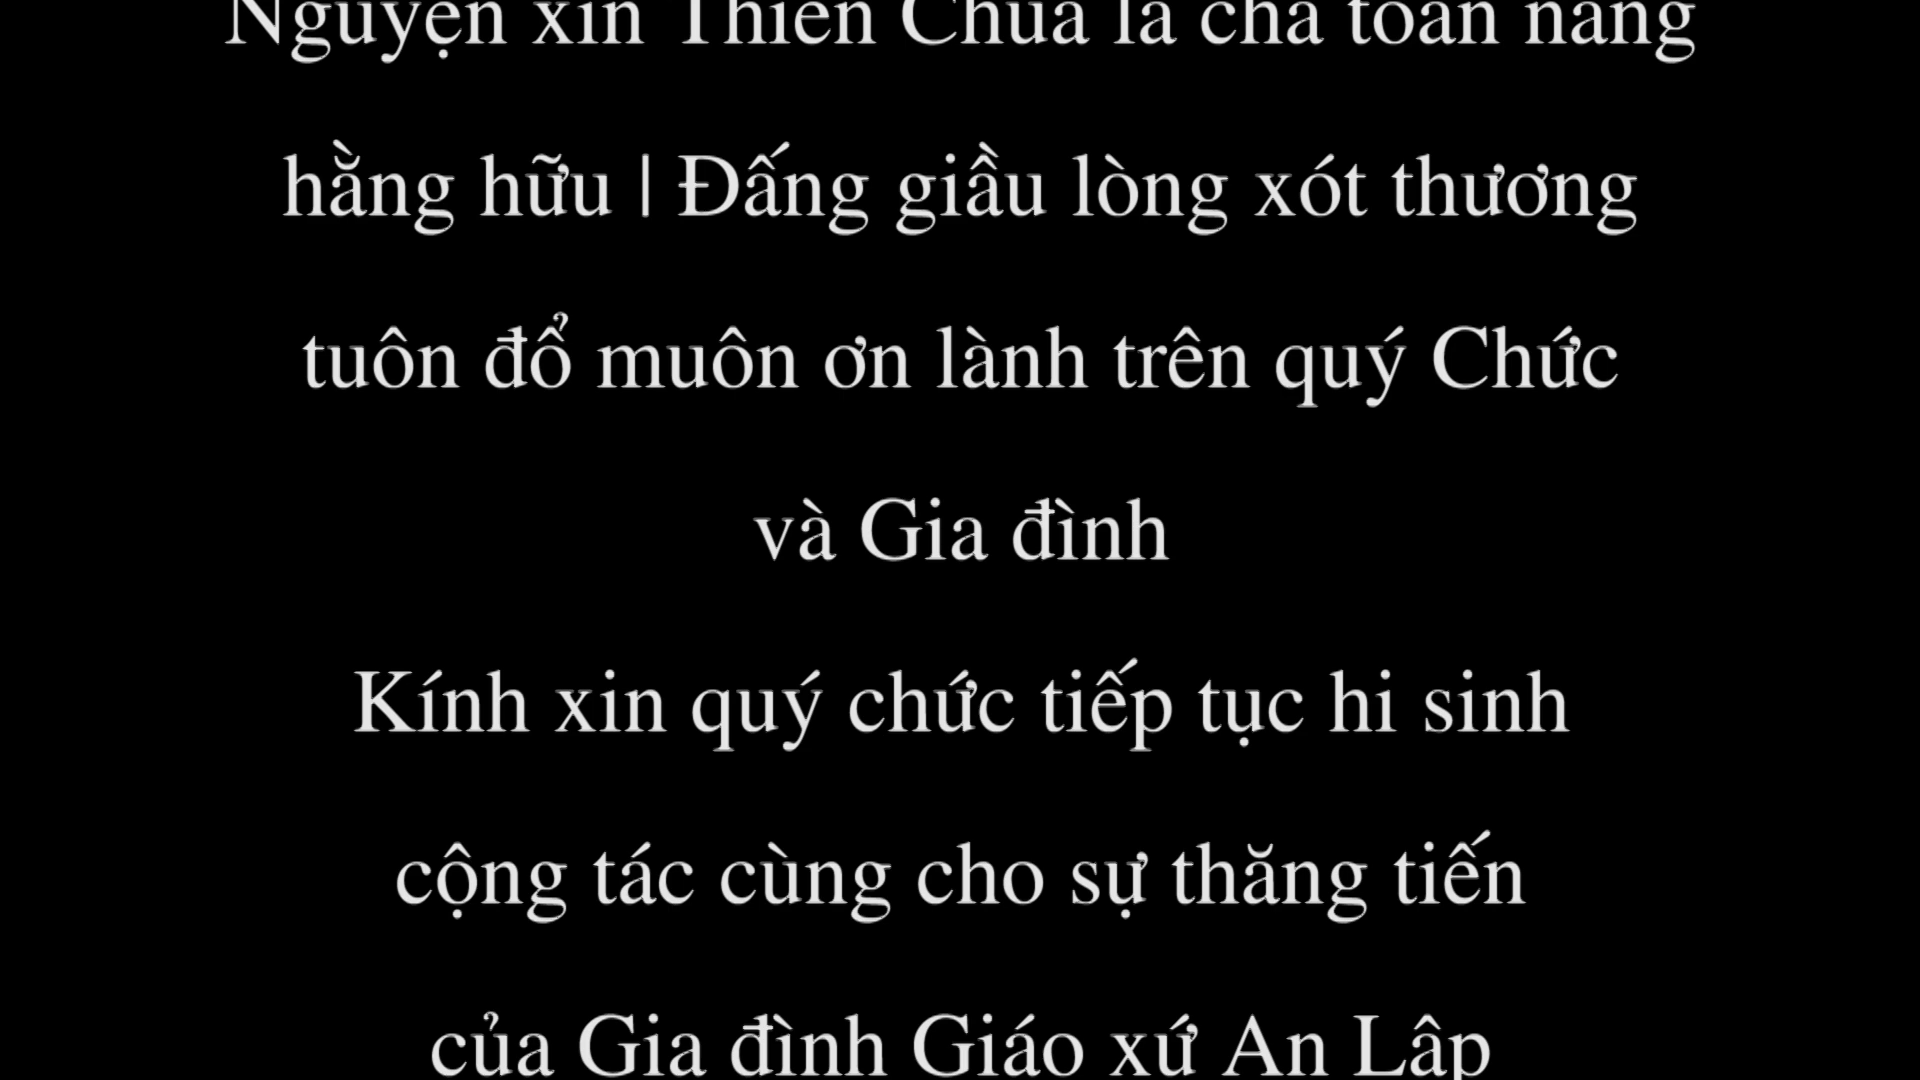 Nguyện xin Thiên Chúa là cha toàn năng
hằng hữu | Đấng giầu lòng xót thương
tuôn đổ muôn ơn lành trên quý Chức
và Gia đình
Kính xin quý chức tiếp tục hi sinh
cộng tác cùng cho sự thăng tiến
của Gia đình Giáo xứ An Lập